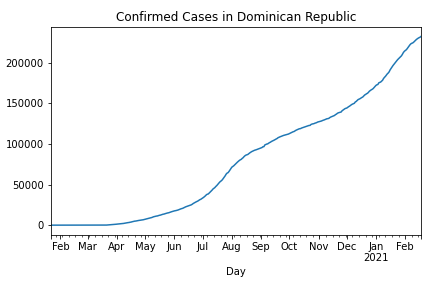 Confirmed Cases in Dominican Republic
200000
150000
100000
50000
0
Feb Mar Apr May Jun Jul Aug Sep Oct Nov Dec Jan Feb
2021
Day